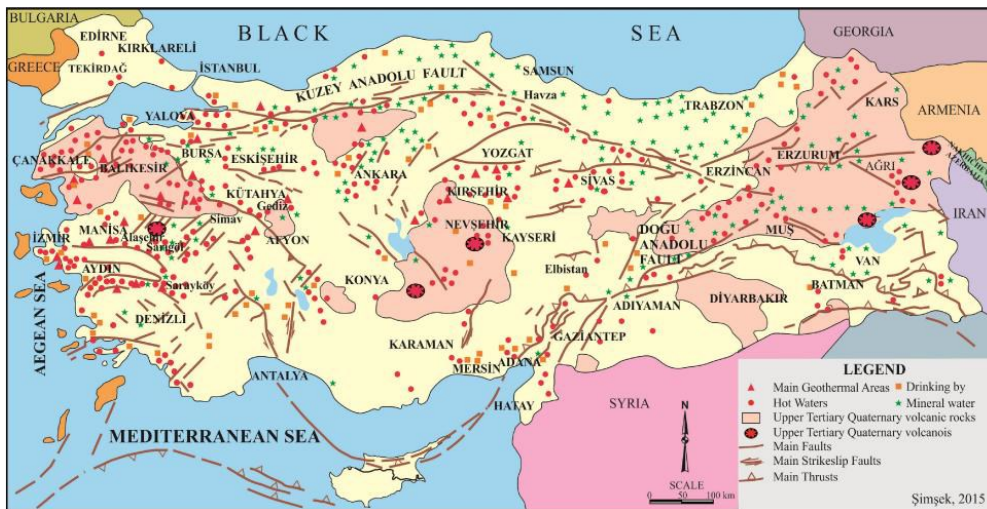 BULGARIA
BLACK SEA
GEORGIA
EDİRNE
KIRKLARELİ
GREECE
TEKİRDAĞ
İSTANBUL
KUZEY ANADOLU FAULT
SAMSUN
Havza
TRABZON
KARS
ARMENIA
YALOVA
ÇANAKKALE
BALIKESİR
BURSA
ESKİŞEHİR
ANKARA
YOZGAT
SİVAS
ERZİNCAN
ERZURUM
AĞRI
AZERBAIJAN
KÜTAHYA
Gediz
KIRŞEHİR
IRAN
Simav
NEVŞEHİR
KAYSERİ
DOĞU ANADOLU FAULT
MUŞ
VAN
İZMİR
MANİSA
Alaşehir
Sarıgöl
AFYON
Elbistan
AYDIN
Sarayköy
KONYA
ADIYAMAN
DİYARBAKIR
BATMAN
AEGEAN SEA
DENİZLİ
GAZİANTEP
KARAMAN
MERSİN
ADANA
ANTALYA
HATAY
SYRIA
MEDITERRANEAN SEA
N
SCALE
0 50 100 km
LEGEND
Main Geothermal Areas
Drinking by
Hot Waters
Mineral water
Upper Tertiary Quaternary volcanic rocks
Upper Tertiary Quaternary volcanois
Main Faults
Main Strikeslip Faults
Main Thrusts
Şimşek, 2015